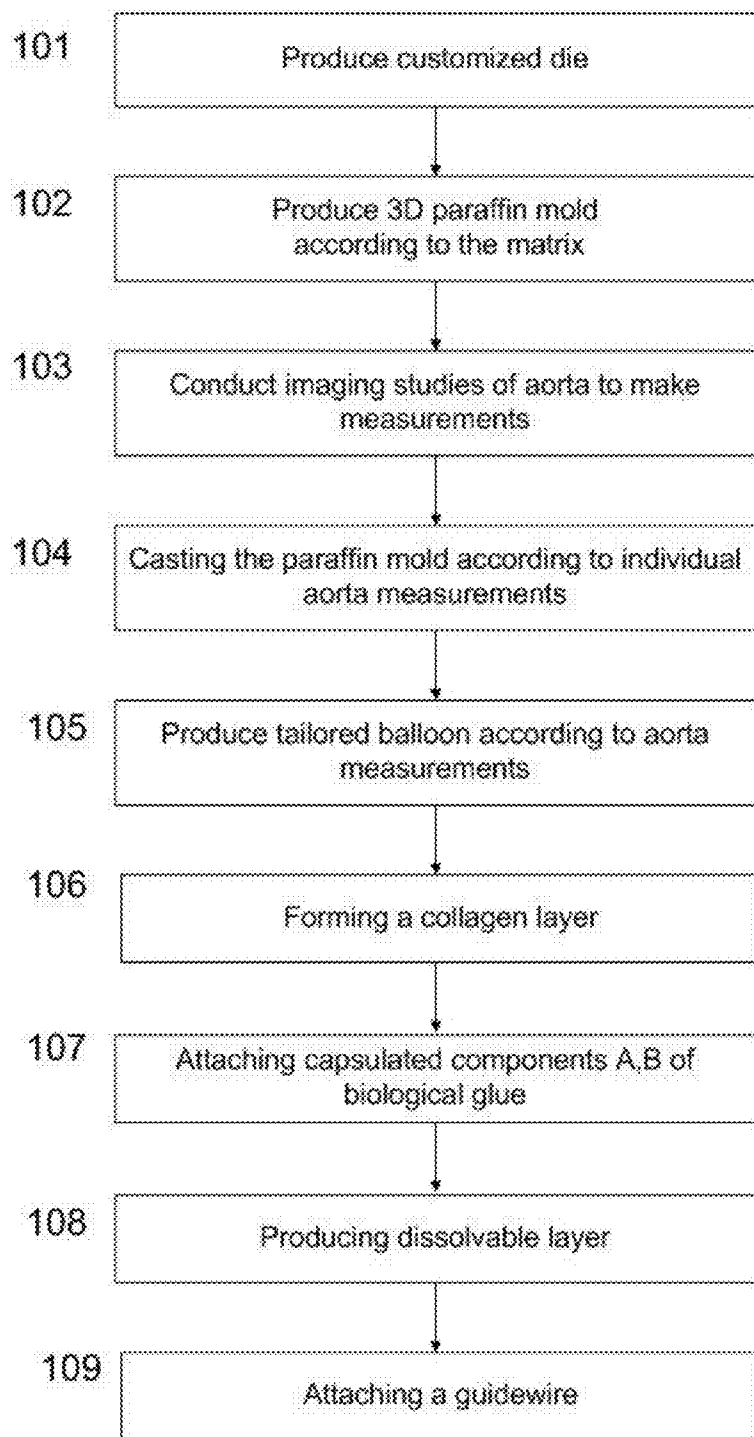 101
Produce customized die
102
Produce 3D paraffin mold
according to the matrix
103
Conduct imaging studies of aorta to make
measurements
104
Casting the paraffin mold according to individual
aorta measurements
105
Produce tailored balloon according to aorta
measurements
106
Forming a collagen layer
107
Attaching capsulated components A,B of
biological glue
108
Producing dissolvable layer
109
Attaching a guidewire